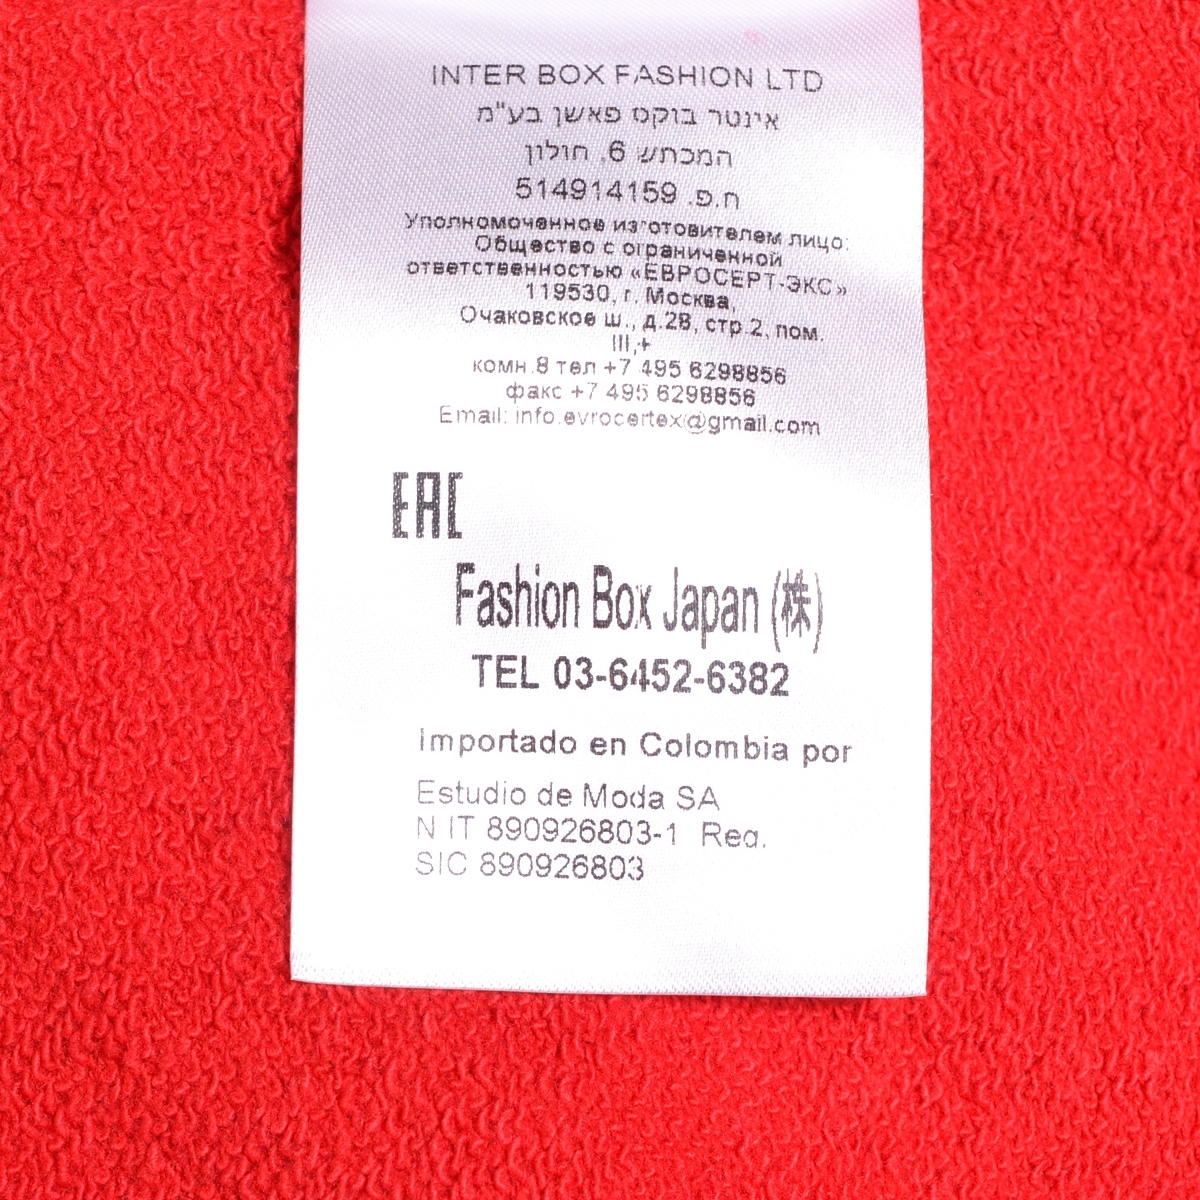 INTER BOX FASHION LTD
אינטר בוקס פאשן בע"מ
המכתש 6, חולון
ח.פ. 514914159
Уполномоченное изготовителем лицо:
Общество с ограниченной
ответственностью «ЕВРОСЕРТ-ЭКС»
119530, г. Москва,
Очаковское ш., д.28, стр.2, пом.
III,+
комн.8 тел +7 495 6298856
факс +7 495 6298856
Email: info.evrocertex@gmail.com
EAC
Fashion Box Japan (株)
TEL 03-6452-6382
Importado en Colombia por
Estudio de Moda SA
N IT 890926803-1 Reg.
SIC 890926803